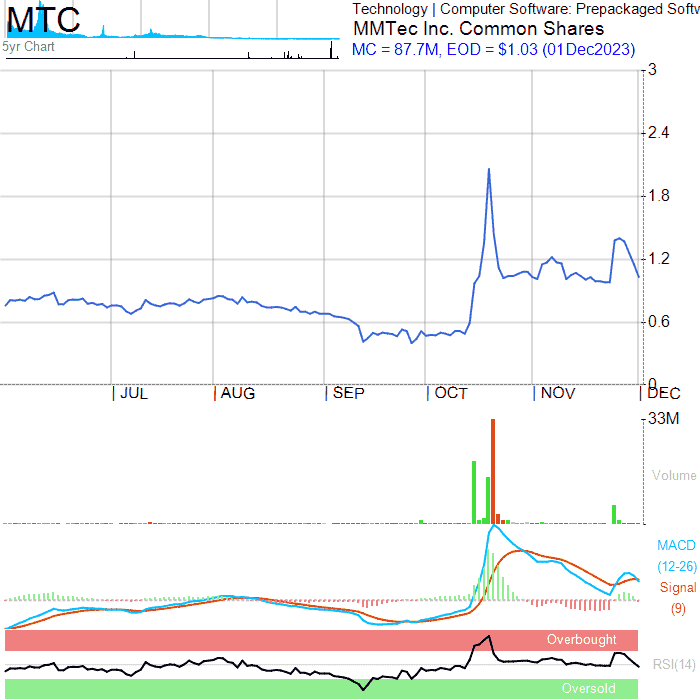 MTC
5yr Chart
Technology | Computer Software: Prepackaged Softw
MMTec Inc. Common Shares
MC = 87.7M, EOD = $1.03 (01Dec2023)
3
2.4
1.8
1.2
0.6
0
JUL AUG SEP OCT NOV DEC
33M
Volume
MACD
(12-26)
Signal
(9)
Overbought
RSI(14)
Oversold